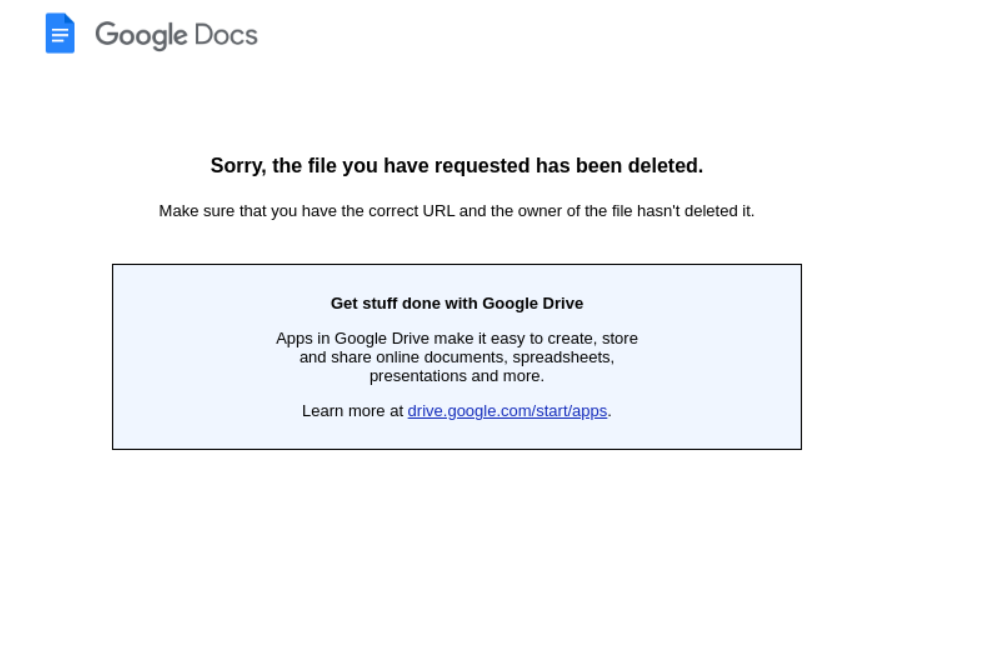 Google Docs
Sorry, the file you have requested has been deleted.
Make sure that you have the correct URL and the owner of the file hasn't deleted it.
Get stuff done with Google Drive
Apps in Google Drive make it easy to create, store
and share online documents, spreadsheets,
presentations and more.
Learn more at drive.google.com/start/apps.